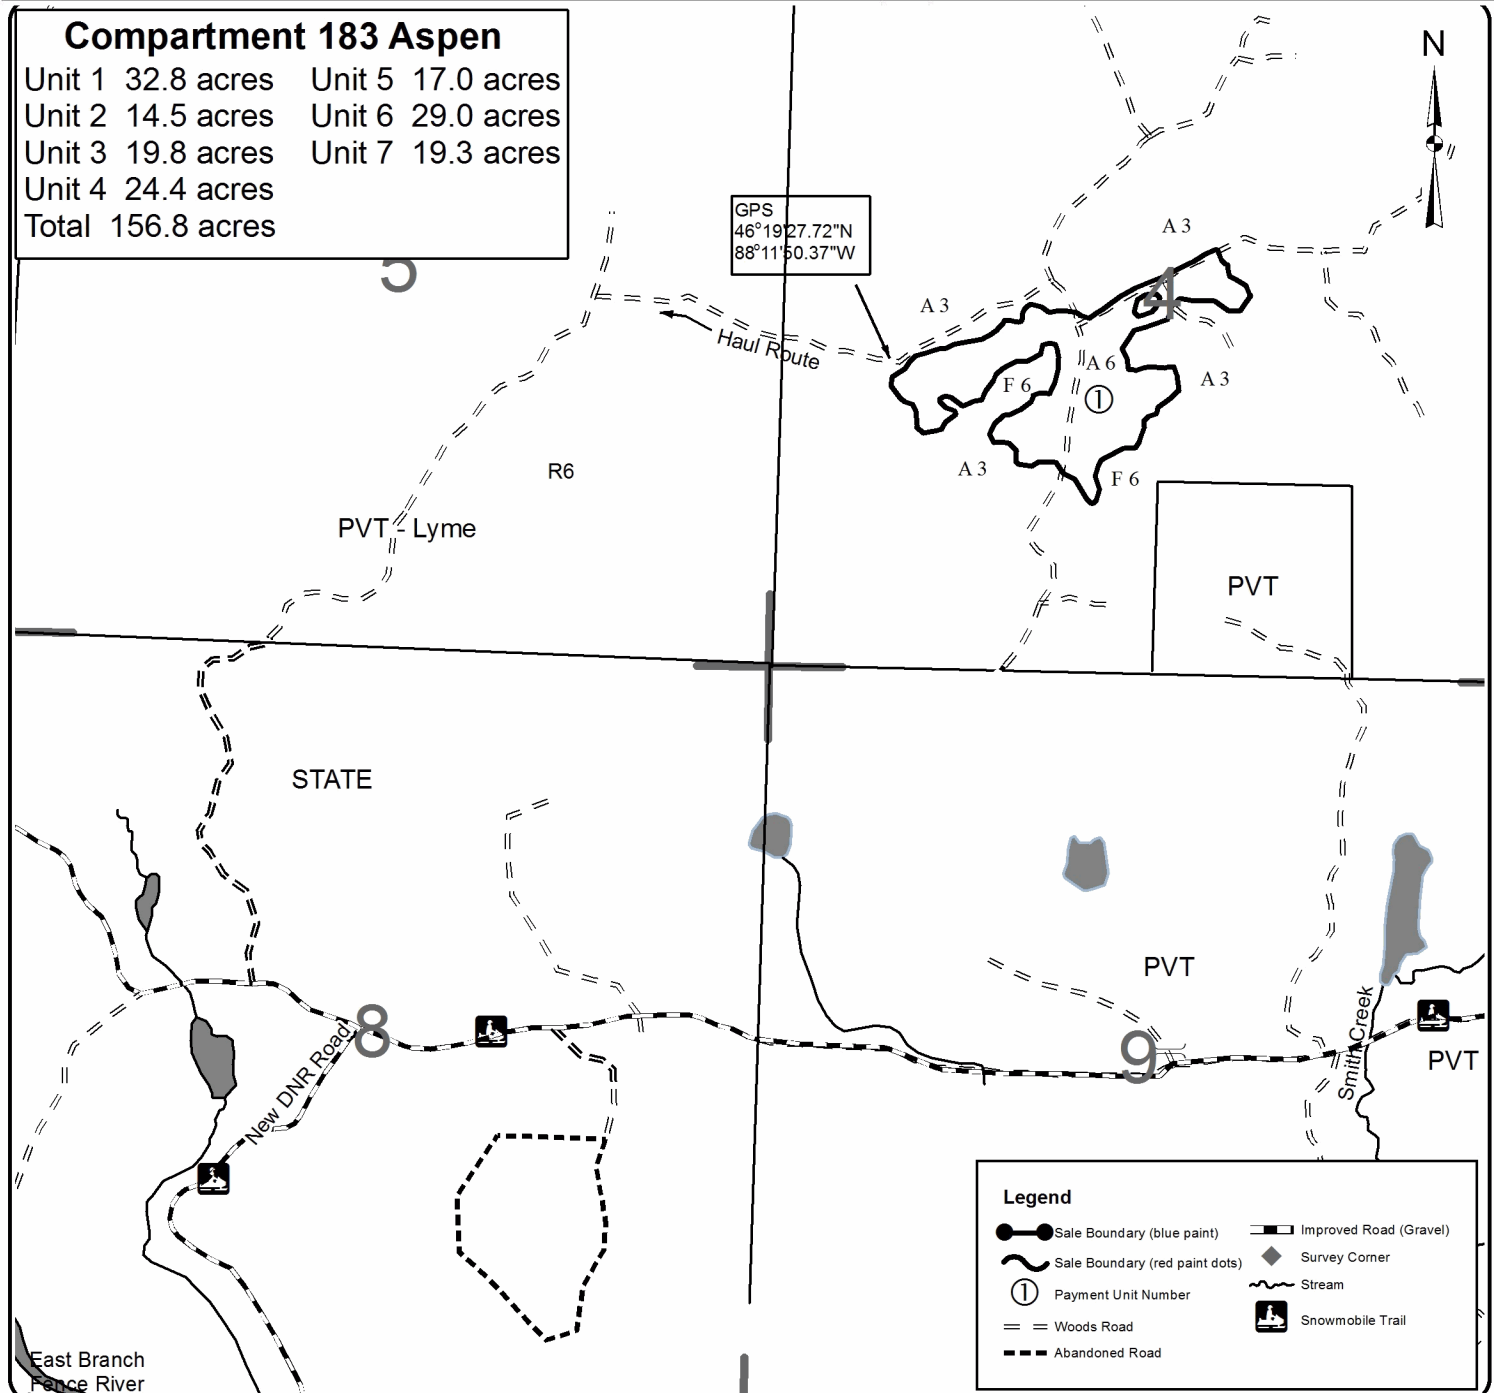 Compartment 183 Aspen
Unit 1 32.8 acres Unit 5 17.0 acres
Unit 2 14.5 acres Unit 6 29.0 acres
Unit 3 19.8 acres Unit 7 19.3 acres
Unit 4 24.4 acres
Total 156.8 acres
N
5
GPS
46°19'27.72"N
88°11'50.37"W
A 3
4
A 3
Haul Route
A 6
F 6
1
A 3
A 3
F 6
R6
PVT - Lyme
PVT
STATE
PVT
Smith Creek
8
9
PVT
New DNR Road
East Branch
Fence River
Legend
Sale Boundary (blue paint)
Sale Boundary (red paint dots)
1 Payment Unit Number
Woods Road
Abandoned Road
Improved Road (Gravel)
Survey Corner
Stream
Snowmobile Trail